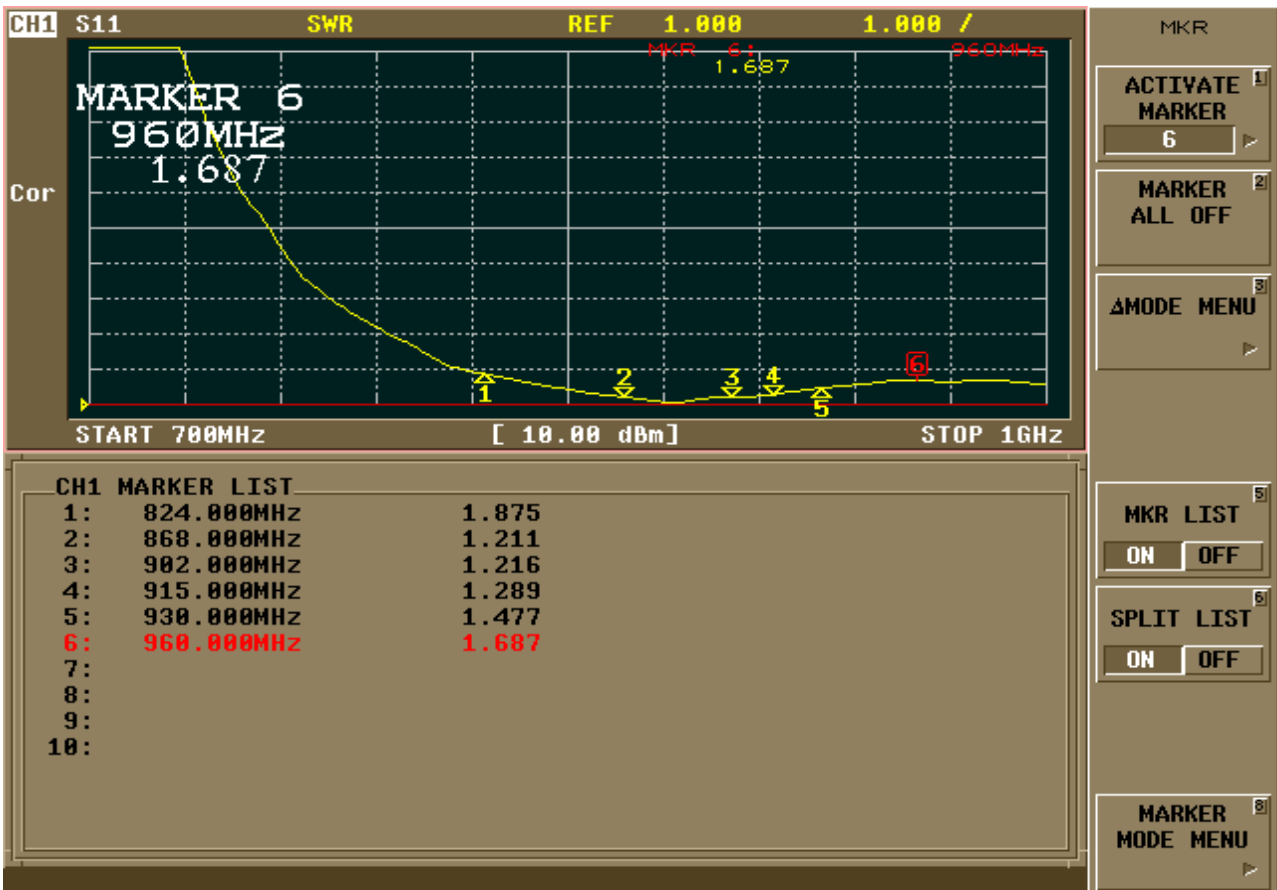 CH1 S11 SWR REF 1.000 1.000 /
MKR 6: 960MHz
1.687
MARKER 6
960MHz
1.687
Cor
1 2 3 4 5 6
START 700MHz [ 10.00 dBm] STOP 1GHz
CH1 MARKER LIST
1: 824.000MHz 1.875
2: 868.000MHz 1.211
3: 902.000MHz 1.216
4: 915.000MHz 1.289
5: 930.000MHz 1.477
6: 960.000MHz 1.687
7:
8:
9:
10:
MKR
1
ACTIVATE
MARKER
6
2
MARKER
ALL OFF
3
ΔMODE MENU
5
MKR LIST
ON OFF
6
SPLIT LIST
ON OFF
8
MARKER
MODE MENU